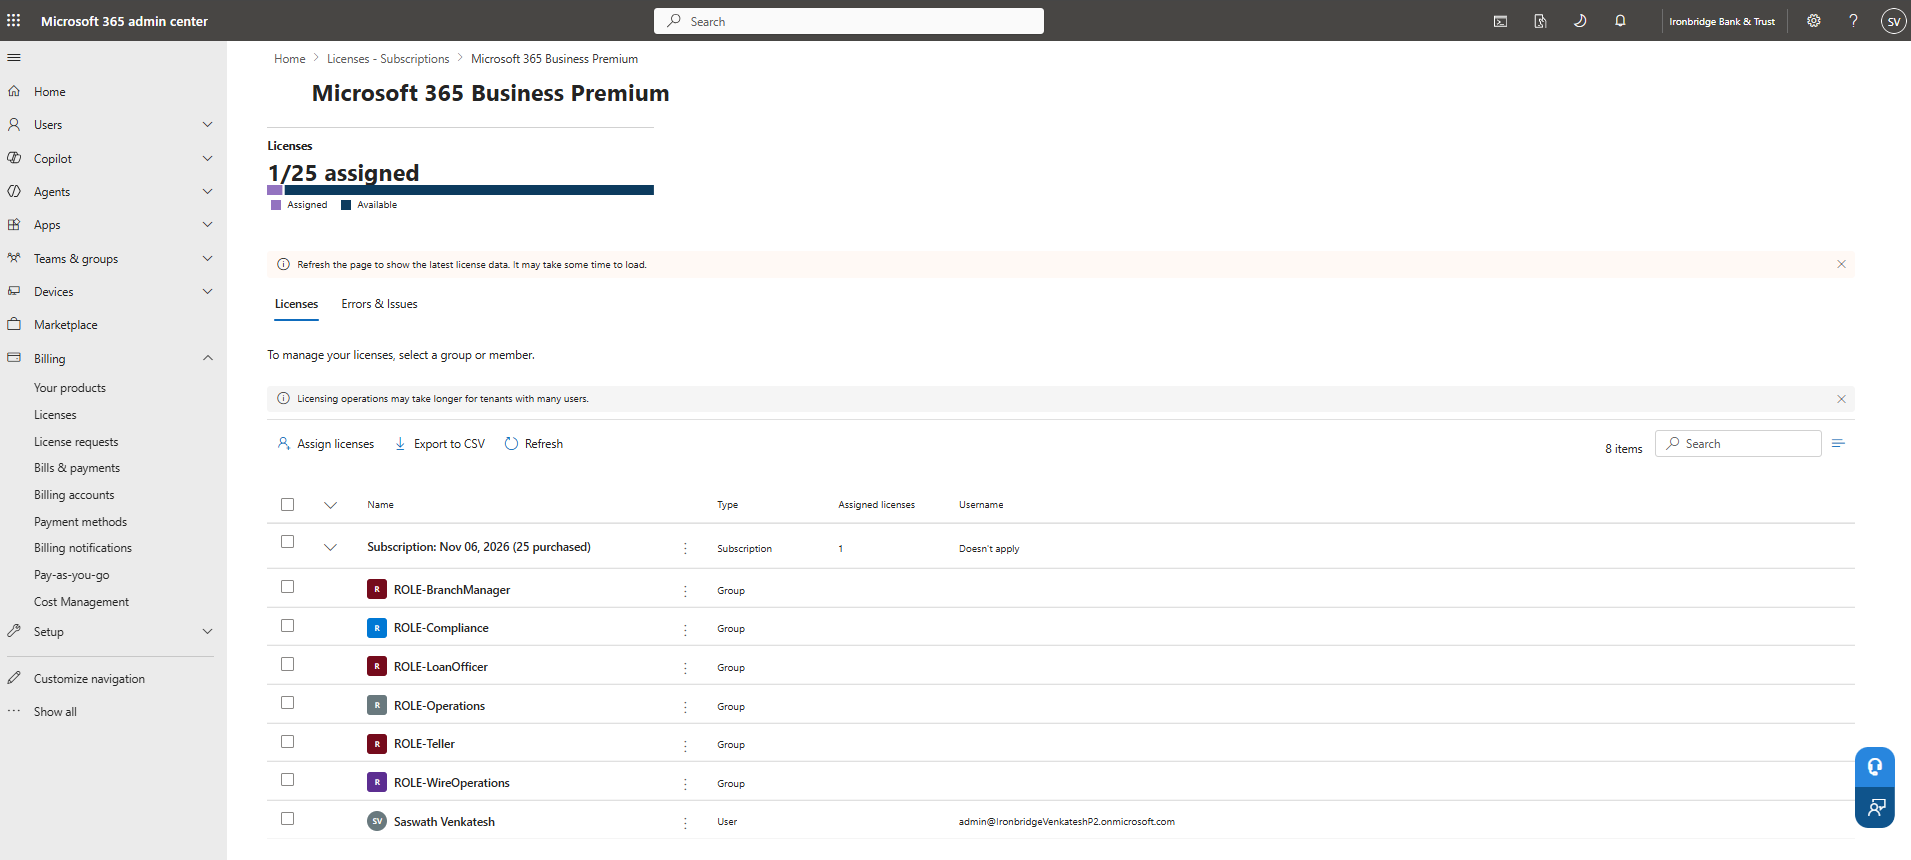 Microsoft 365 admin center
Search
Ironbridge Bank & Trust
?
SV
Home
Users
Copilot
Agents
Apps
Teams & groups
Devices
Marketplace
Billing
Your products
Licenses
License requests
Bills & payments
Billing accounts
Payment methods
Billing notifications
Pay-as-you-go
Cost Management
Setup
Customize navigation
Show all
Home > Licenses - Subscriptions > Microsoft 365 Business Premium
Microsoft 365 Business Premium
Licenses
1/25 assigned
Assigned Available
Refresh the page to show the latest license data. It may take some time to load.
Licenses Errors & Issues
To manage your licenses, select a group or member.
Licensing operations may take longer for tenants with many users.
Assign licenses Export to CSV Refresh 8 items Search
Name Type Assigned licenses Username
Subscription: Nov 06, 2026 (25 purchased) Subscription 1 Doesn't apply
R ROLE-BranchManager Group
R ROLE-Compliance Group
R ROLE-LoanOfficer Group
R ROLE-Operations Group
R ROLE-Teller Group
R ROLE-WireOperations Group
SV Saswath Venkatesh User admin@IronbridgeVenkateshP2.onmicrosoft.com